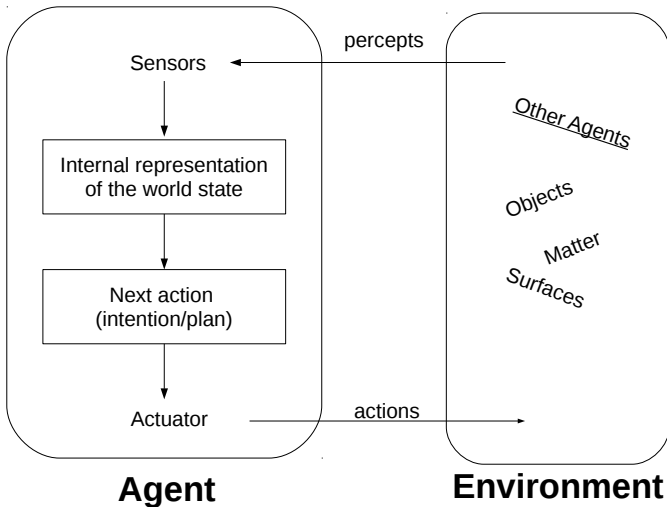 percepts
Sensors
Other Agents
Internal representation
of the world state
Objects
Matter
Surfaces
Next action
(intention/plan)
Actuator
actions
Agent
Environment